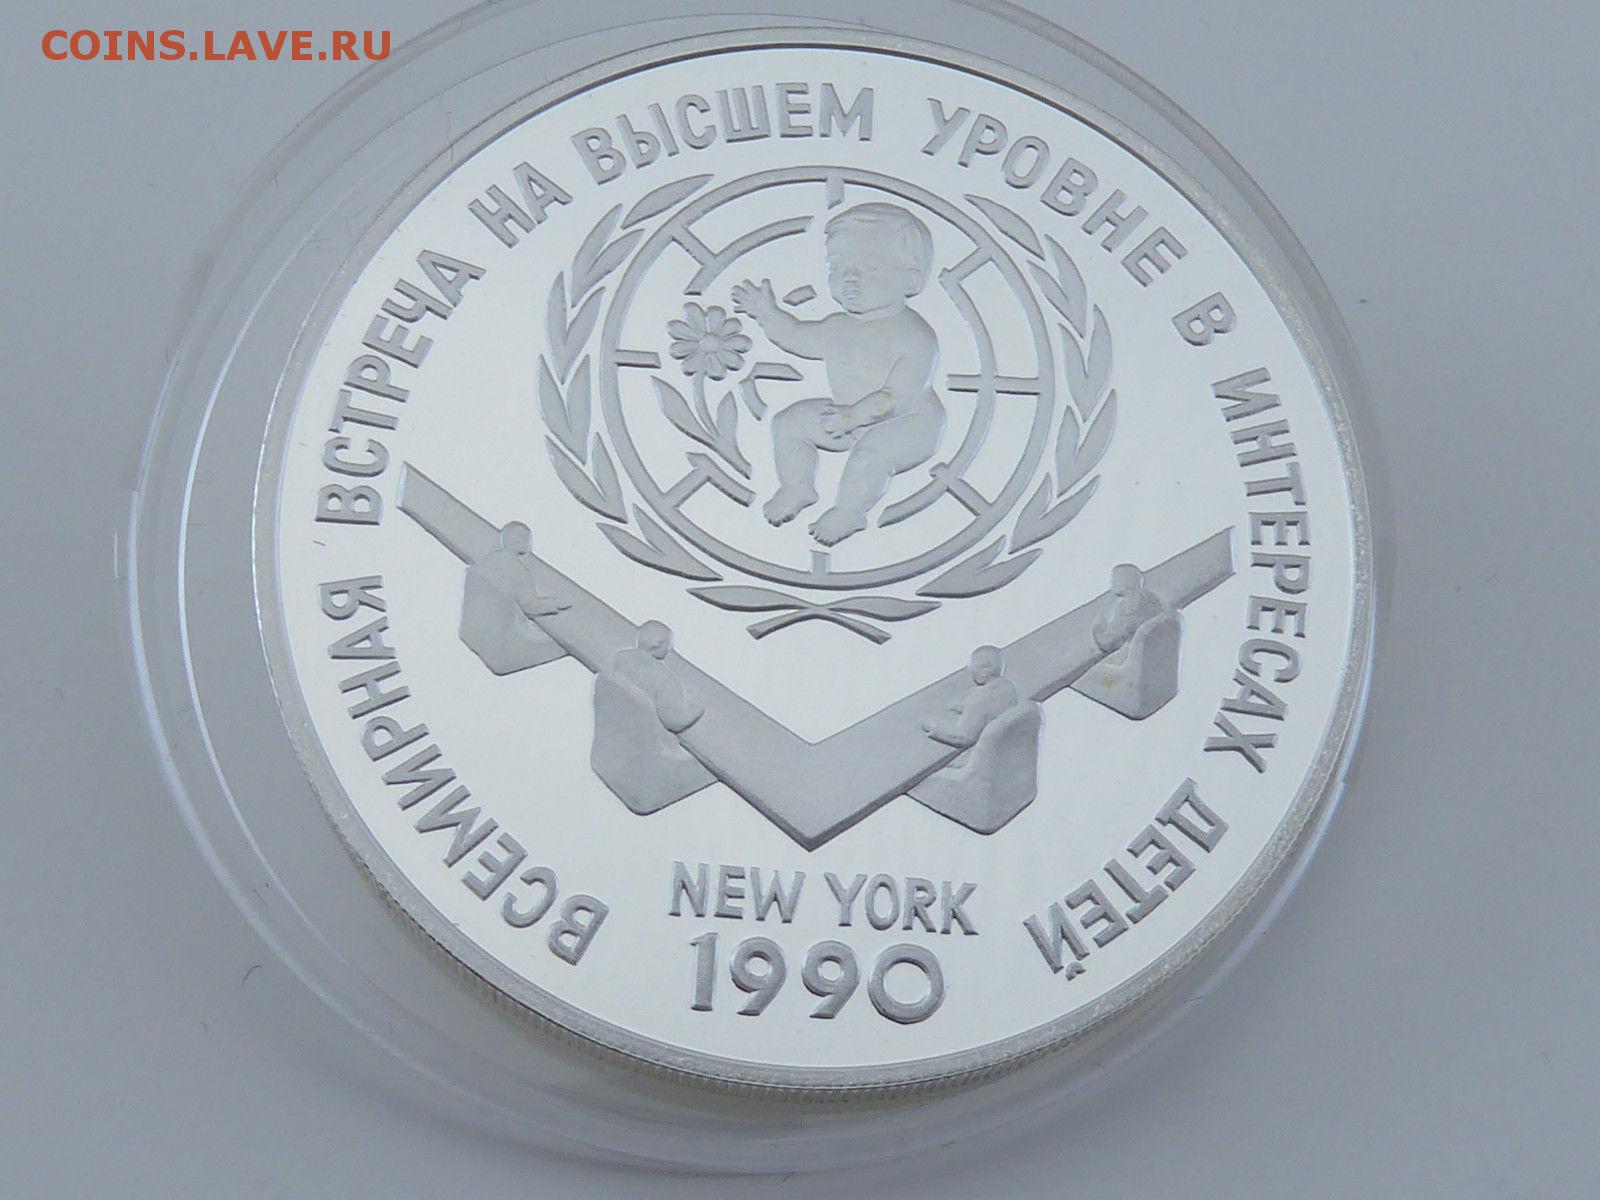 COINS.LAVE.RU
ВСЕМИРНАЯ ВСТРЕЧА НА ВЫСШЕМ УРОВНЕ В ИНТЕРЕСАХ ДЕТЕЙ
NEW YORK
1990